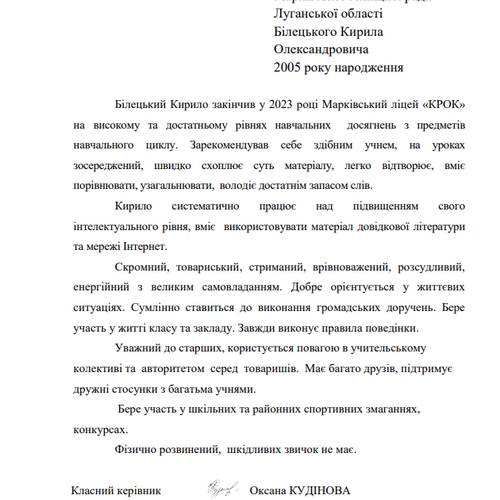 Луганської області
Білецького Кирила
Олександровича
2005 року народження
Білецький Кирило закінчив у 2023 році Марківський ліцей «КРОК»
на високому та достатньому рівнях навчальних досягнень з предметів
навчального циклу. Зарекомендував себе здібним учнем, на уроках
зосереджений, швидко схоплює суть матеріалу, легко відтворює, вміє
порівнювати, узагальнювати, володіє достатнім запасом слів.
Кирило систематично працює над підвищенням свого
інтелектуального рівня, вміє використовувати матеріал довідкової літератури
та мережі Інтернет.
Скромний, товариський, стриманий, врівноважений, розсудливий,
енергійний з великим самовладанням. Добре орієнтується у життєвих
ситуаціях. Сумлінно ставиться до виконання громадських доручень. Бере
участь у житті класу та закладу. Завжди виконує правила поведінки.
Уважний до старших, користується повагою в учительському
колективі та авторитетом серед товаришів. Має багато друзів, підтримує
дружні стосунки з багатьма учнями.
Бере участь у шкільних та районних спортивних змаганнях,
конкурсах.
Фізично розвинений, шкідливих звичок не має.
Класний керівник Оксана КУДІНОВА